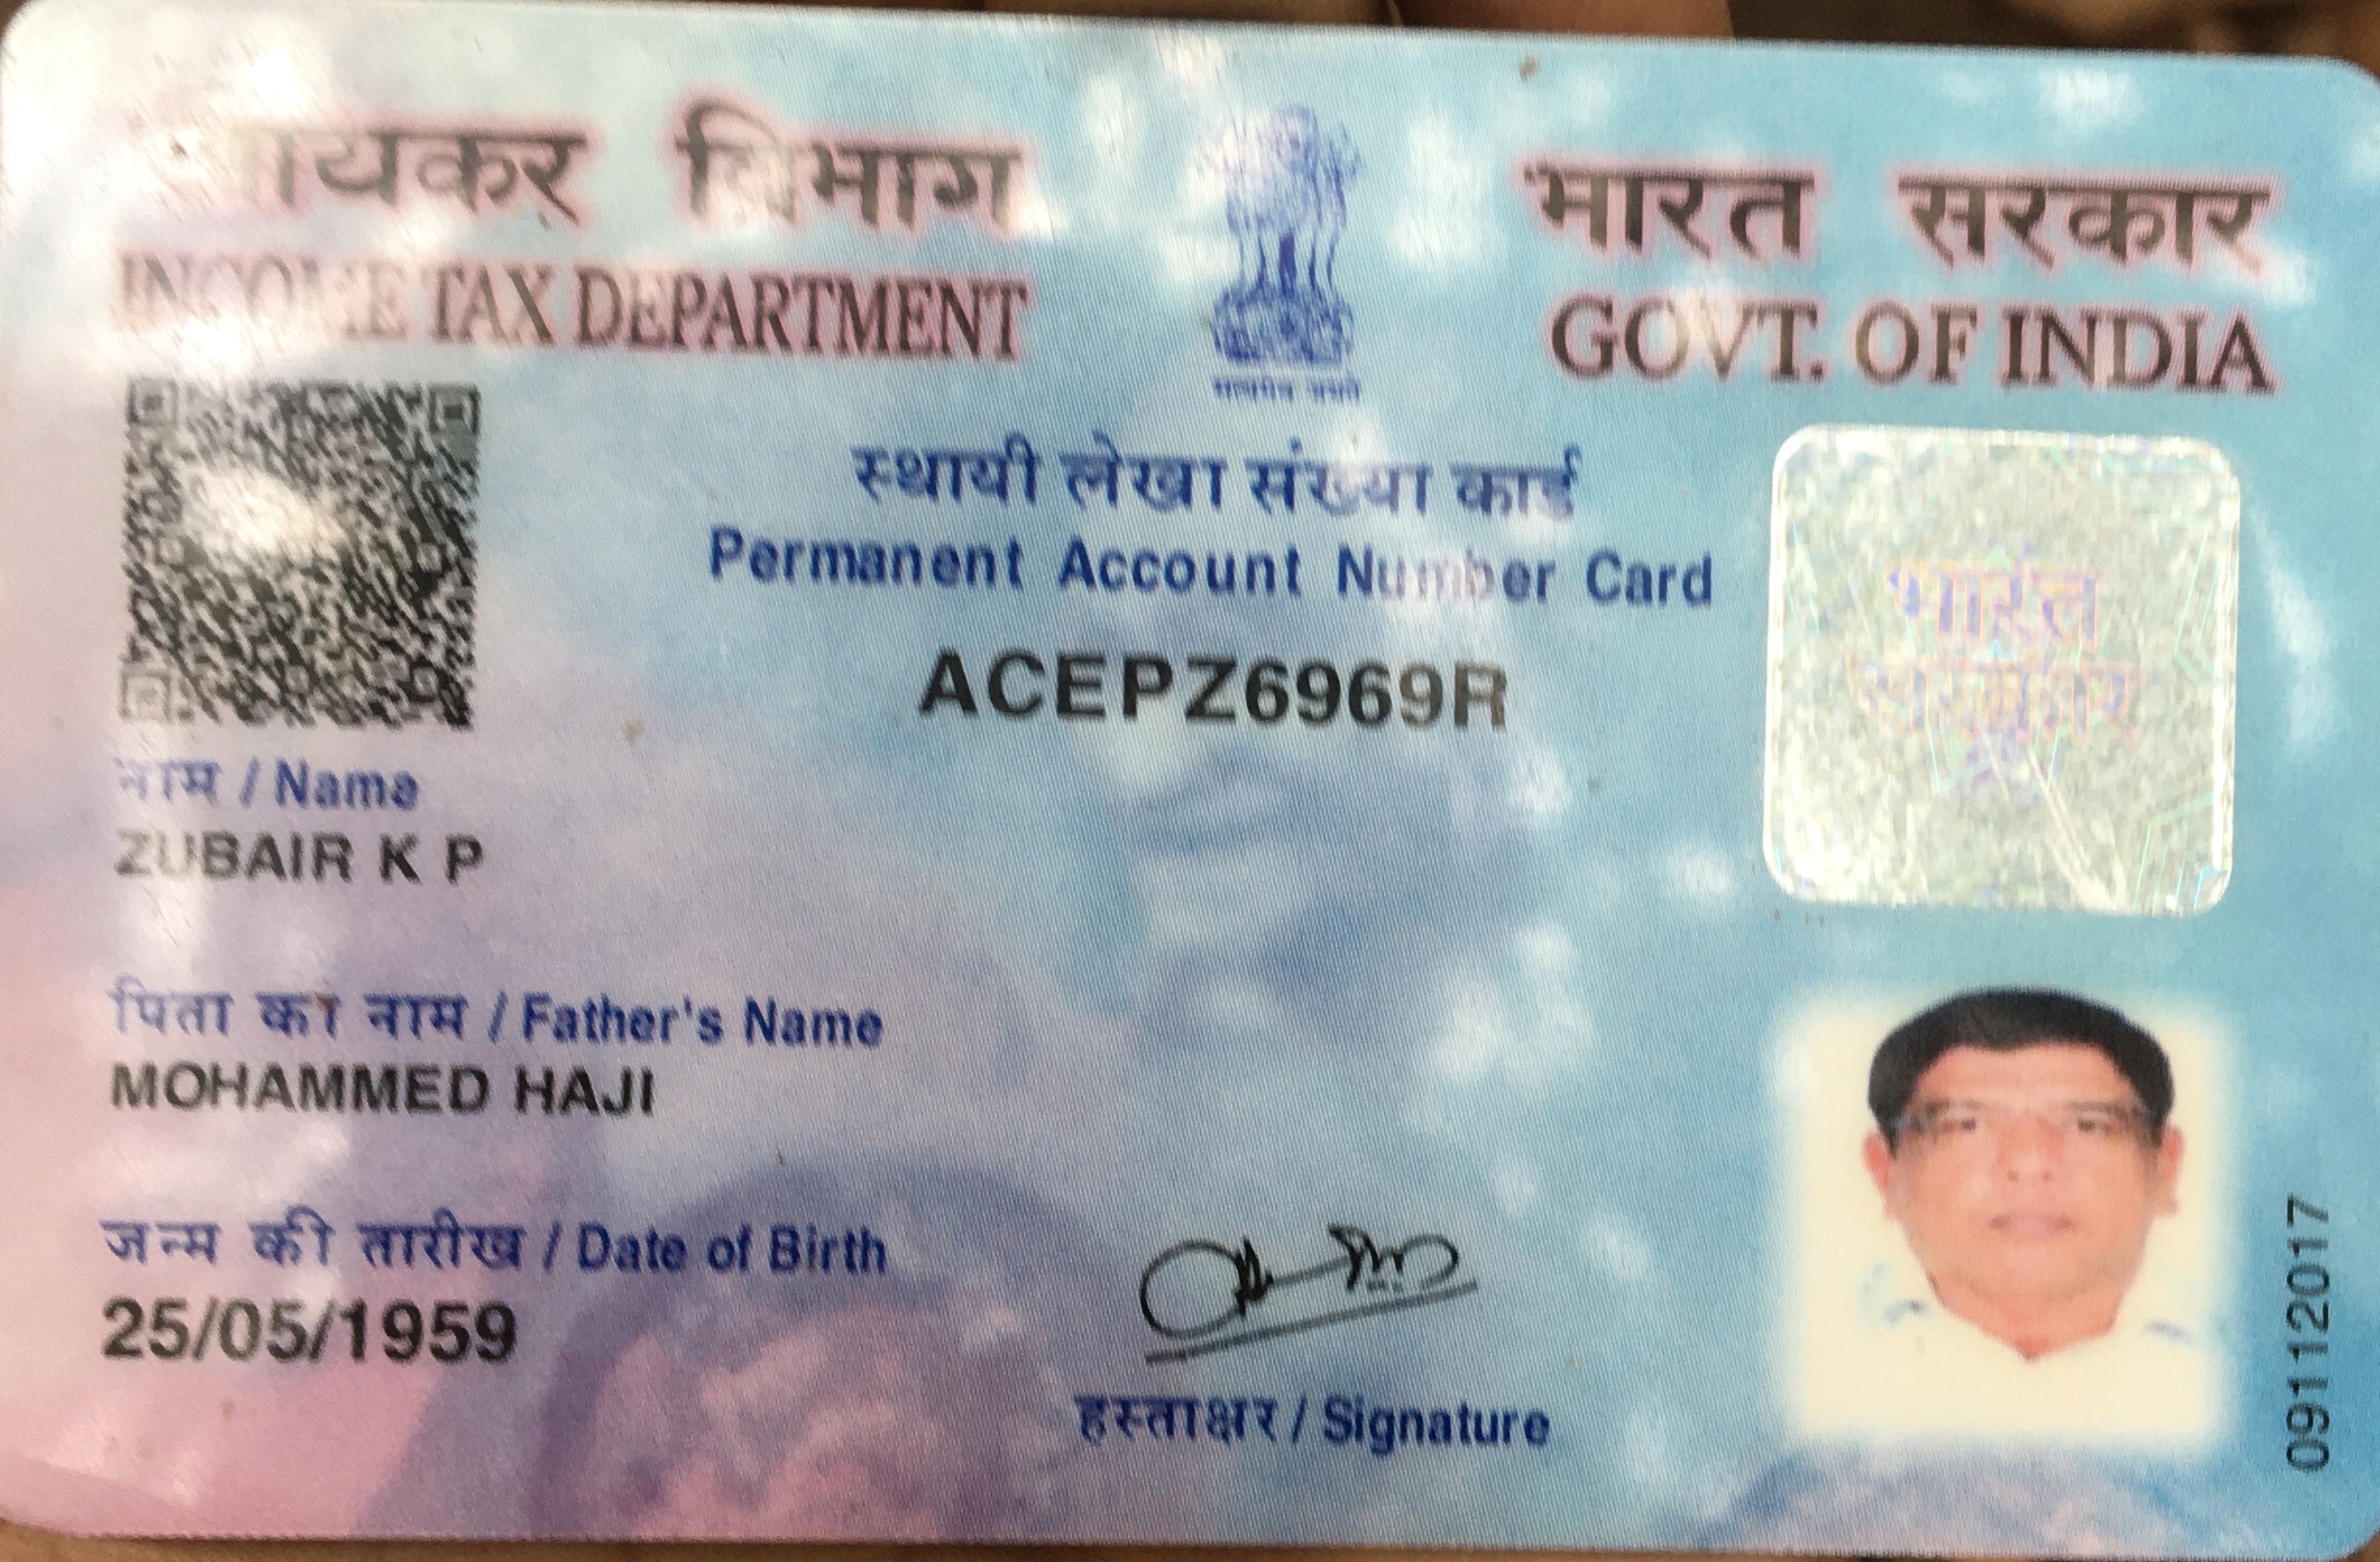 आयकर विभाग
INCOME TAX DEPARTMENT
सत्यमेव जयते
भारत सरकार
GOVT. OF INDIA
स्थायी लेखा संख्या कार्ड
Permanent Account Number Card
ACEPZ6969R
भारत
सरकार
नाम / Name
ZUBAIR K P
पिता का नाम / Father's Name
MOHAMMED HAJI
जन्म की तारीख / Date of Birth
25/05/1959
हस्ताक्षर / Signature
09112017